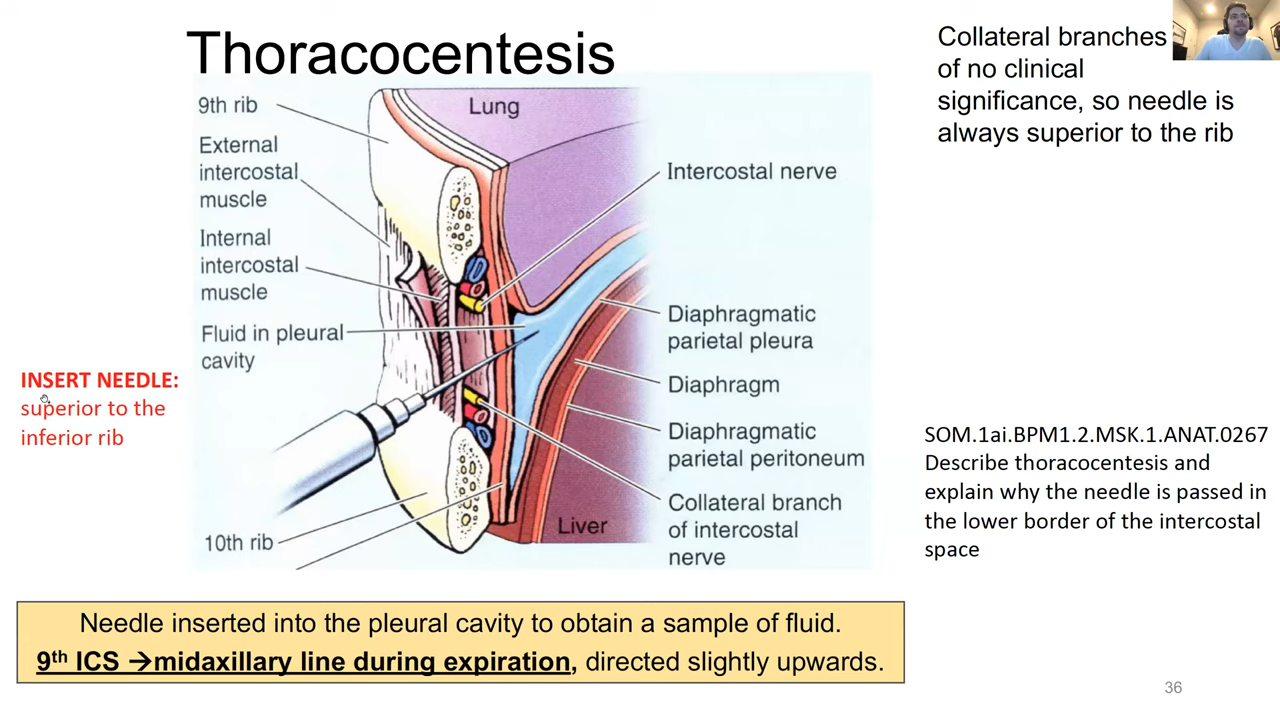 Thoracocentesis
Collateral branches
of no clinical
significance, so needle is
always superior to the rib
9th rib
External
intercostal
muscle
Internal
intercostal
muscle
Fluid in pleural
cavity
10th rib
Lung
Liver
Intercostal nerve
Diaphragmatic
parietal pleura
Diaphragm
Diaphragmatic
parietal peritoneum
Collateral branch
of intercostal
nerve
INSERT NEEDLE:
superior to the
inferior rib
SOM.1ai.BPM1.2.MSK.1.ANAT.0267
Describe thoracocentesis and
explain why the needle is passed in
the lower border of the intercostal
space
Needle inserted into the pleural cavity to obtain a sample of fluid.
9th ICS →midaxillary line during expiration, directed slightly upwards.
36